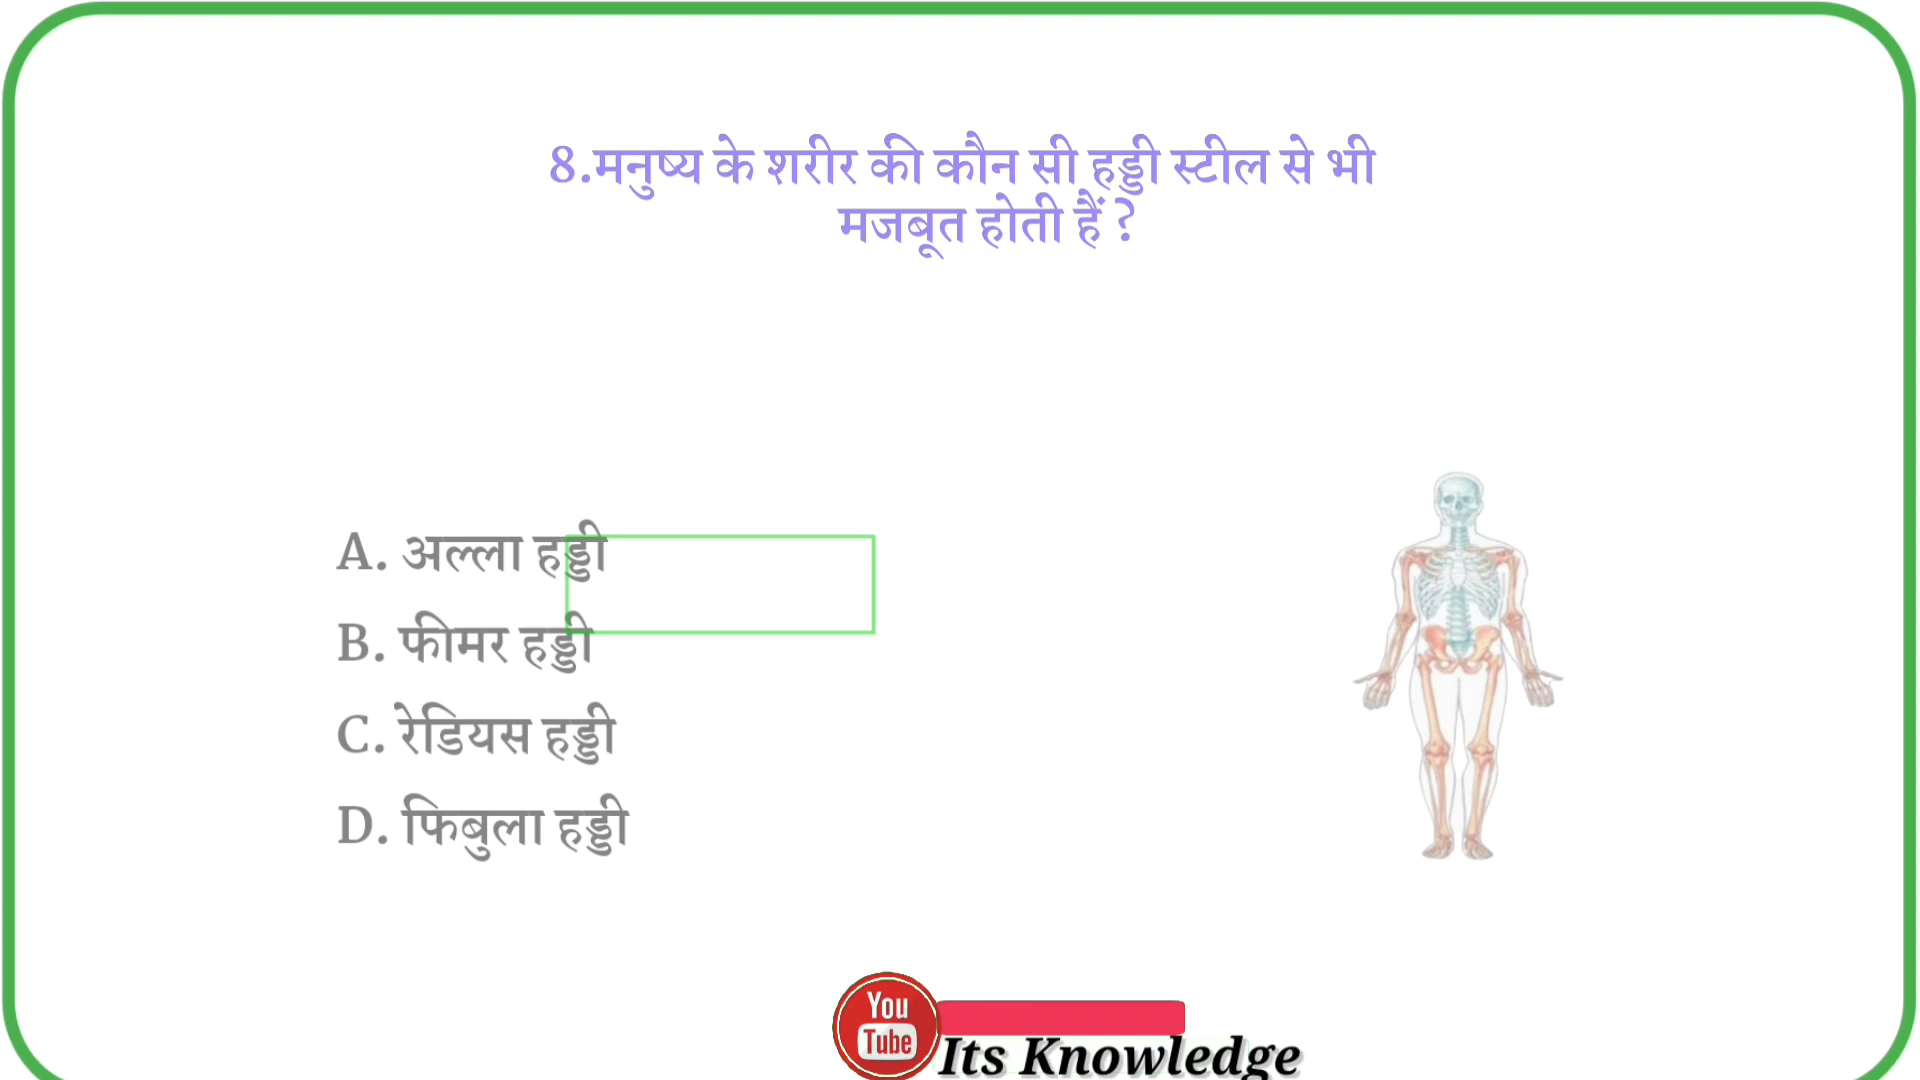 8.मनुष्य के शरीर की कौन सी हड्डी स्टील से भी
मजबूत होती हैं ?
A. अल्ला हड्डी
B. फीमर हड्डी
C. रेडियस हड्डी
D. फिबुला हड्डी
You
Tube
Its Knowledge